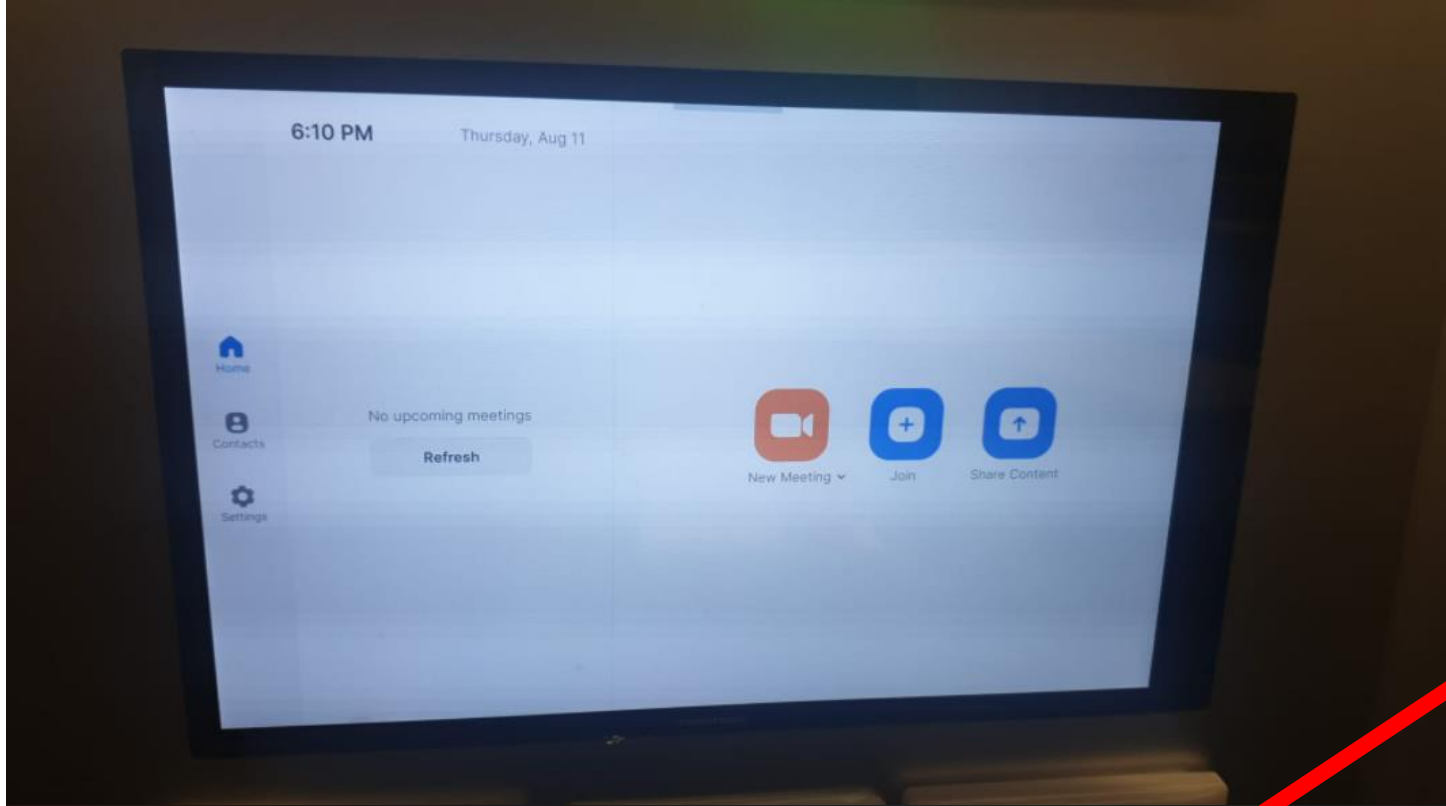 6:10 PM Thursday, Aug 11
Home
Contacts
Settings
No upcoming meetings
Refresh
New Meeting
Join
Share Content